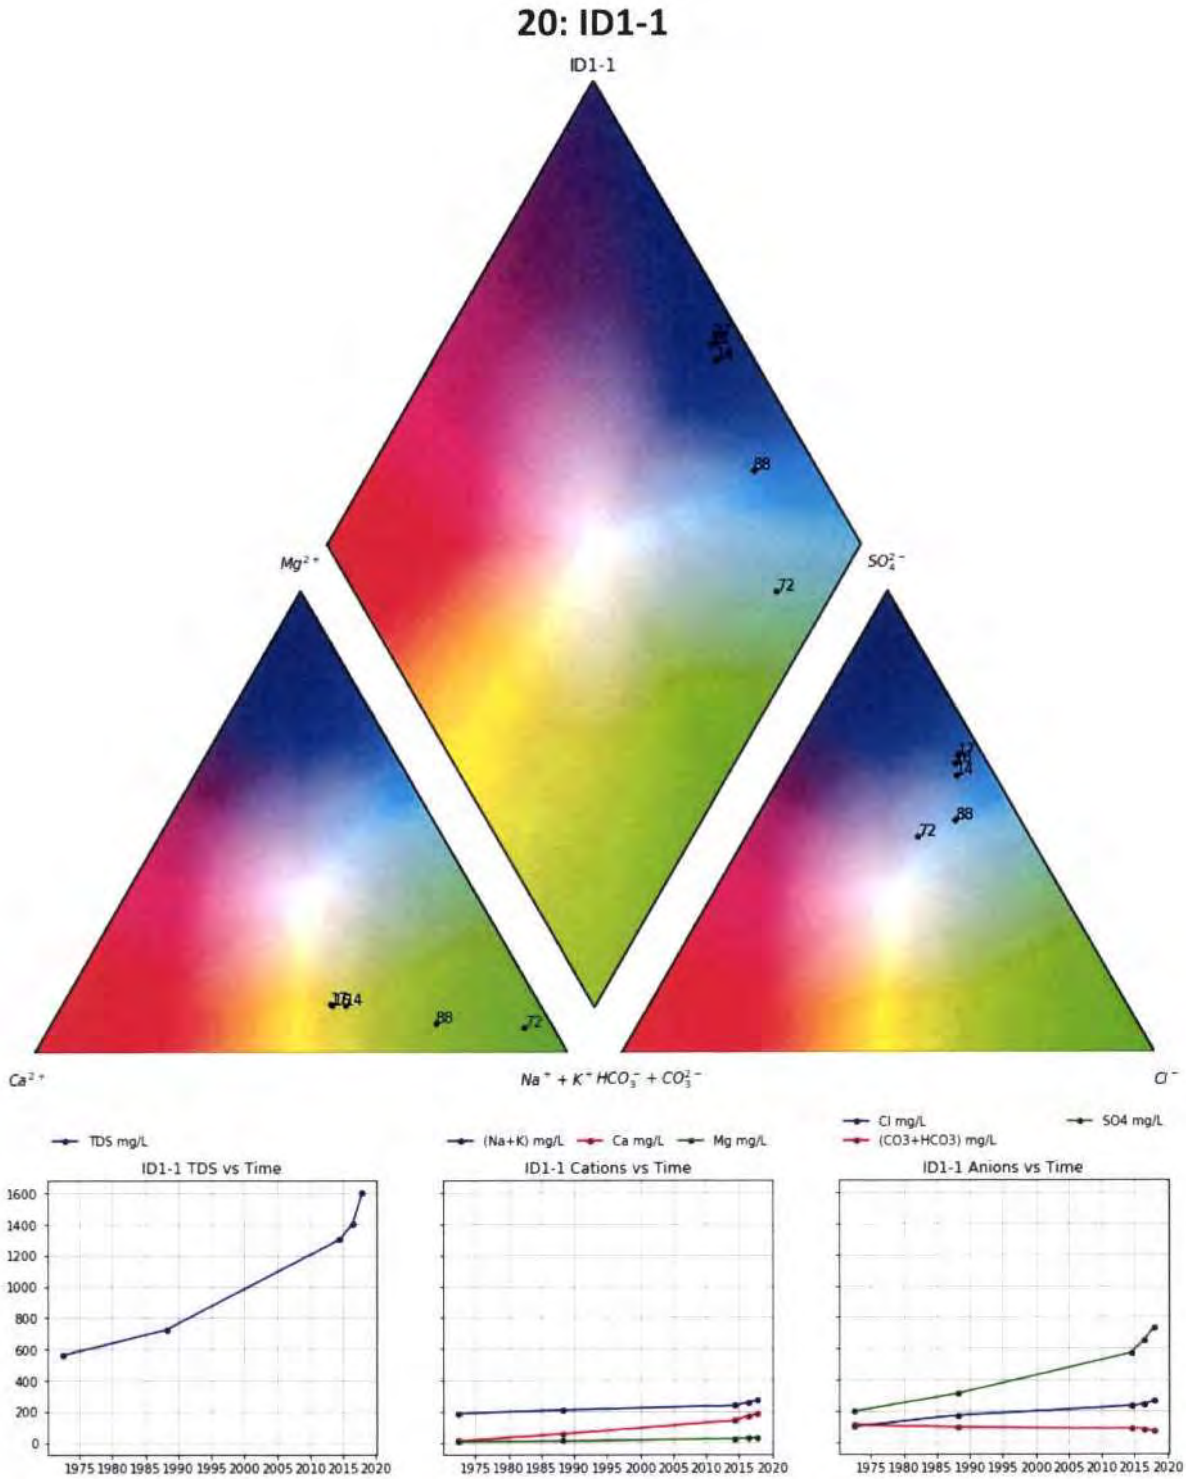 20: ID1-1
ID1-1
88
72
Mg²⁺
SO₄²⁻
17
14
88
72
14
88
72
Ca²⁺
Na⁺ + K⁺ HCO₃⁻ + CO₃²⁻
Cl⁻
TDS mg/L
(Na+K) mg/L
Ca mg/L
Mg mg/L
Cl mg/L
SO4 mg/L
(CO3+HCO3) mg/L
ID1-1 TDS vs Time
ID1-1 Cations vs Time
ID1-1 Anions vs Time
1600
1400
1200
1000
800
600
400
200
0
1975 1980 1985 1990 1995 2000 2005 2010 2015 2020
1975 1980 1985 1990 1995 2000 2005 2010 2015 2020
1975 1980 1985 1990 1995 2000 2005 2010 2015 2020